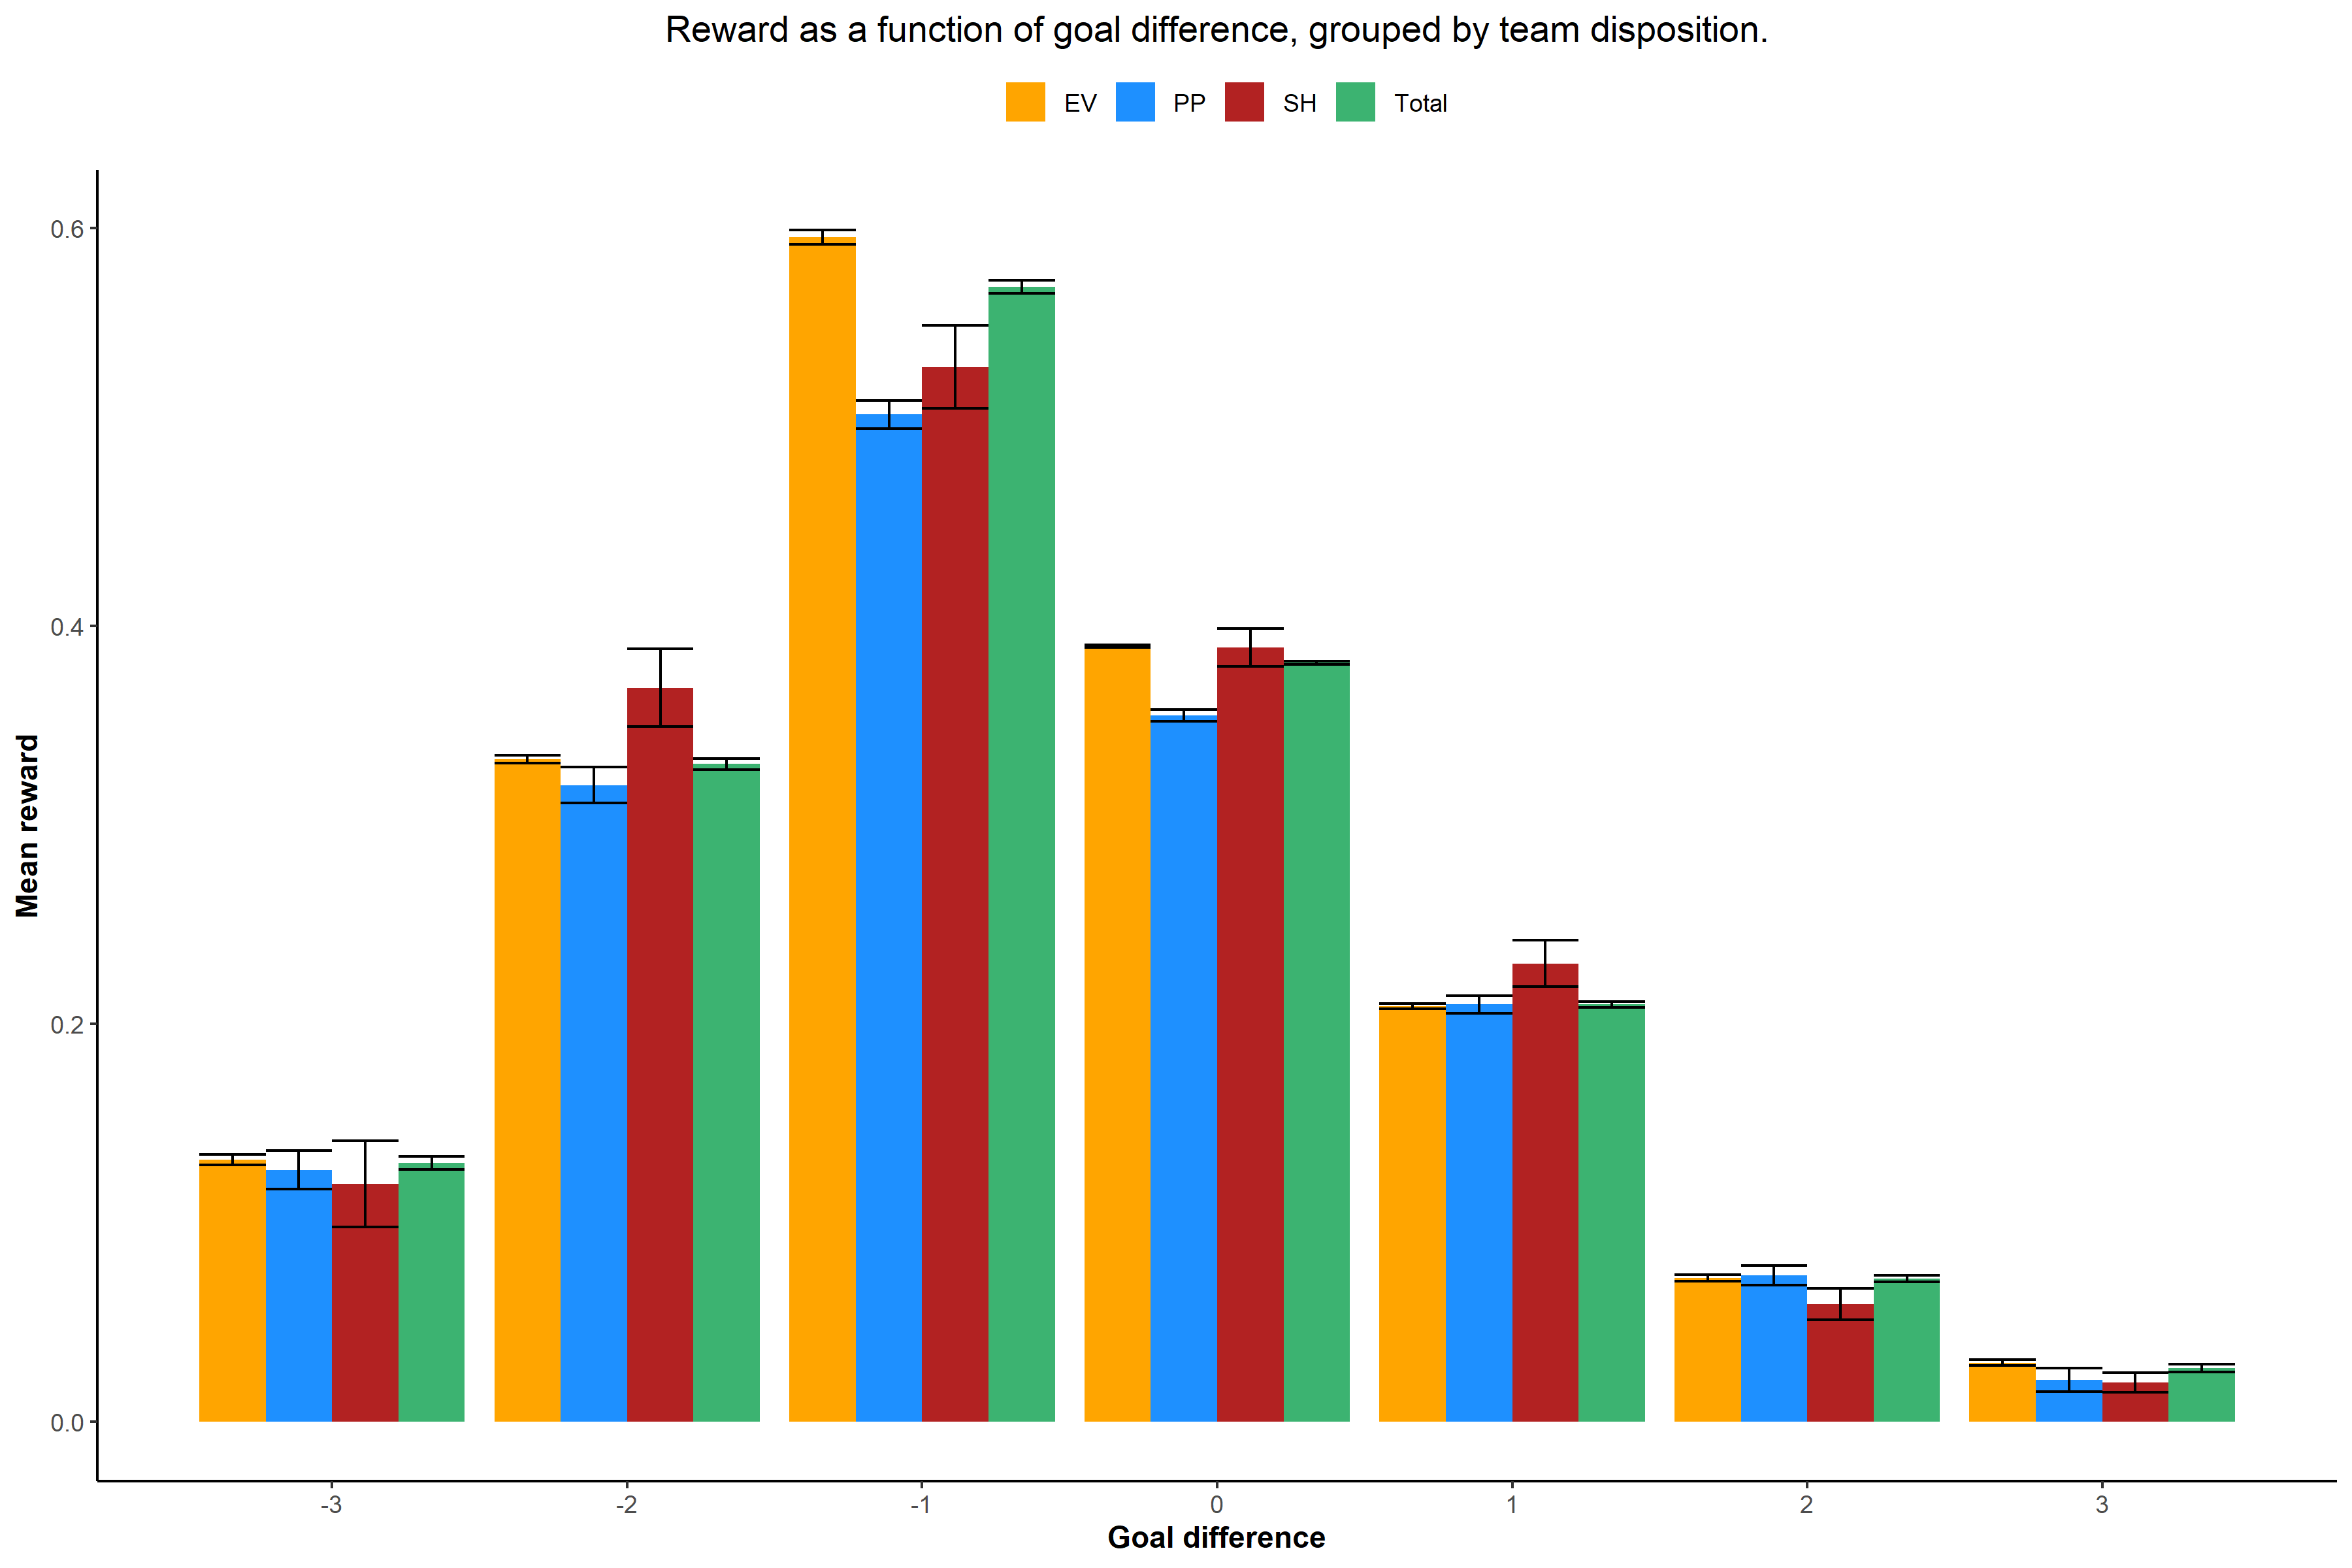 Reward as a function of goal difference, grouped by team disposition.
EV PP SH Total
Mean reward
0.6
0.4
0.2
0.0
-3 -2 -1 0 1 2 3
Goal difference